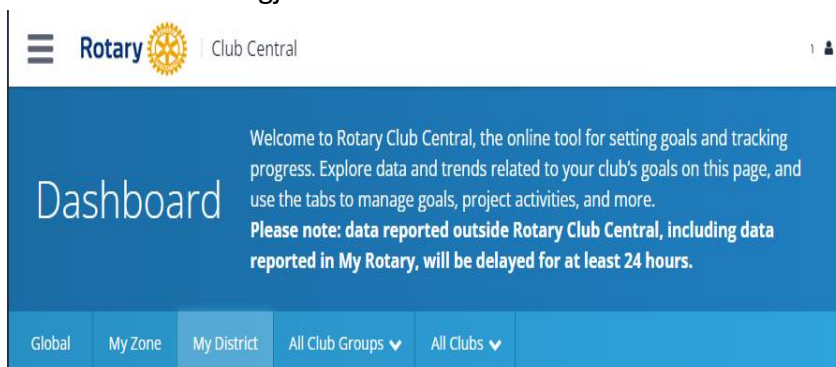 Rotary Club Central
Welcome to Rotary Club Central, the online tool for setting goals and tracking
progress. Explore data and trends related to your club's goals on this page, and
Dashboard
use the tabs to manage goals, project activities, and more.
Please note: data reported outside Rotary Club Central, including data
reported in My Rotary, will be delayed for at least 24 hours.
Global My Zone My District All Club Groups All Clubs